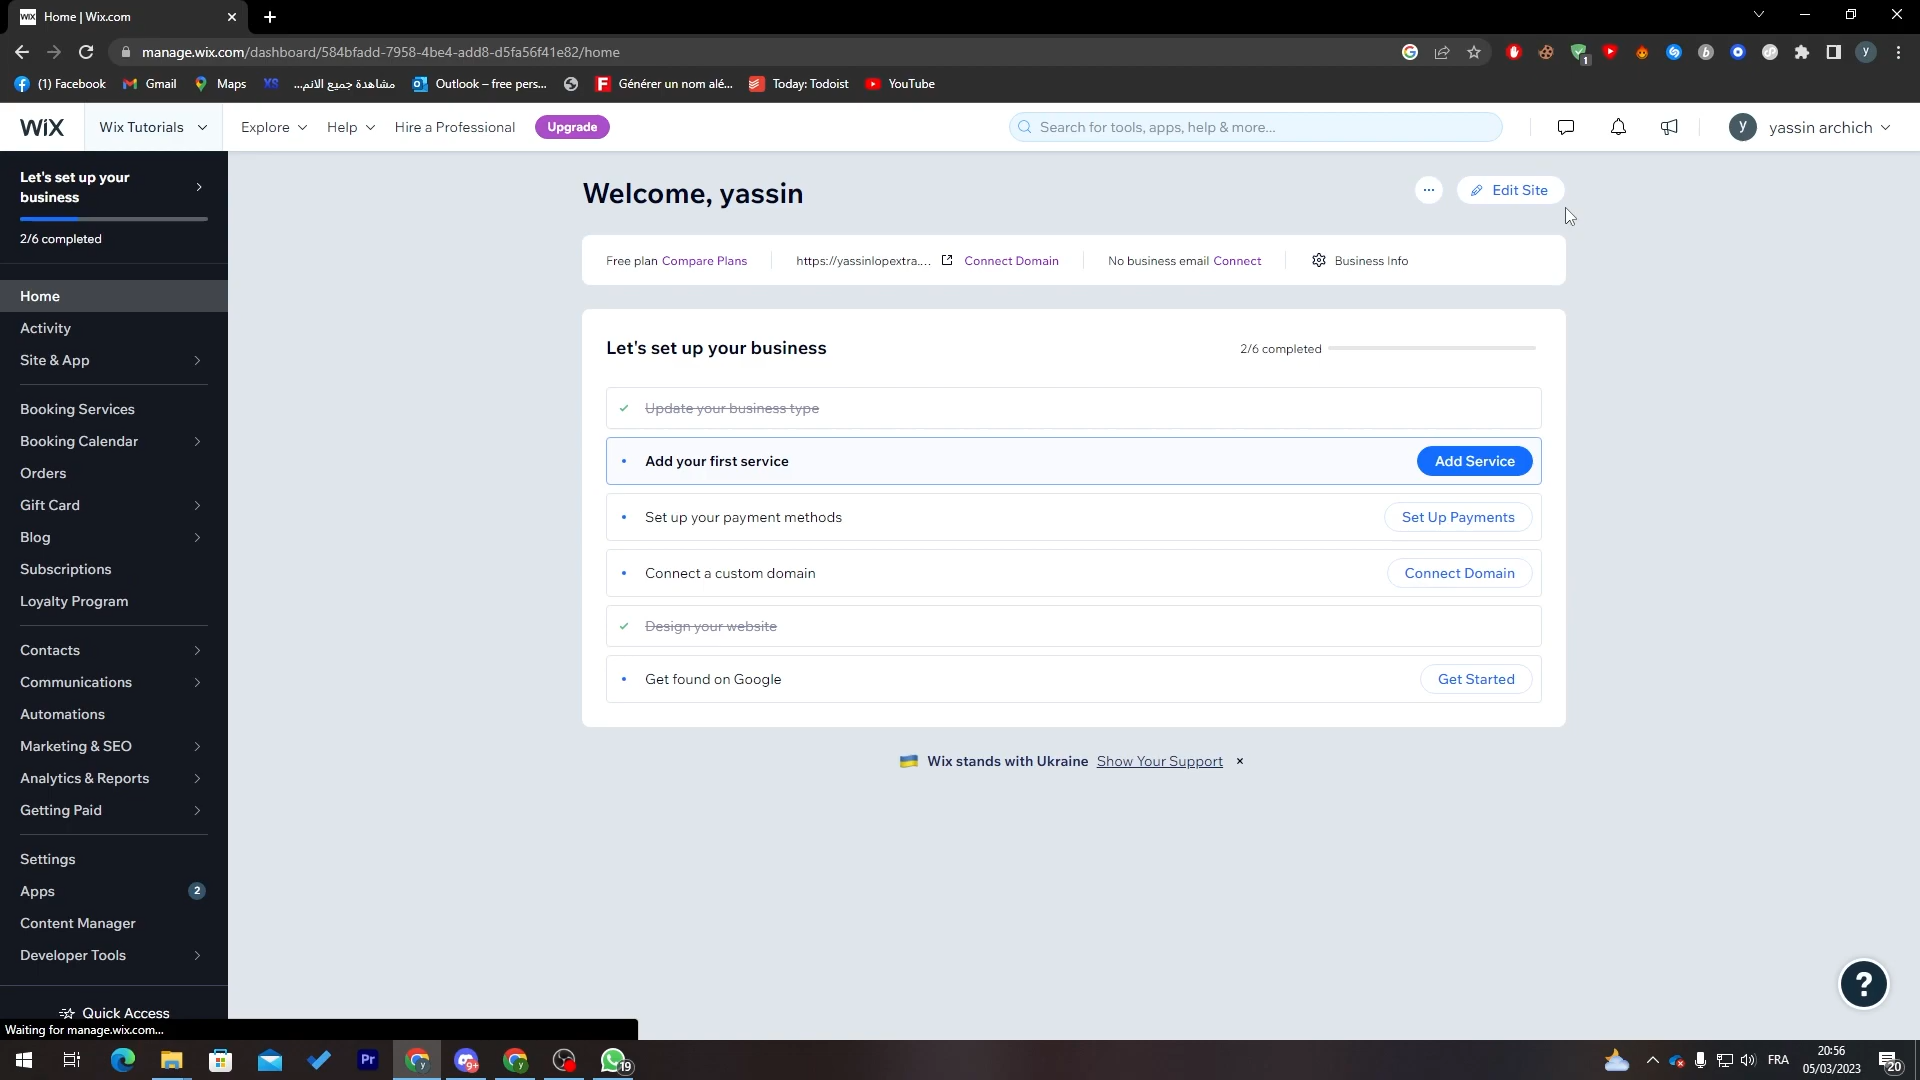 Home | Wix.com
manage.wix.com/dashboard/584bfadd-7958-4be4-add8-d5fa56f41e82/home
(1) Facebook
Gmail
Maps
XS
مشاهدة جميع الانم...
Outlook – free pers...
Générer un nom alé...
Today: Todoist
YouTube
WiX
Wix Tutorials
Explore
Help
Hire a Professional
Upgrade
Search for tools, apps, help & more...
y
yassin archich
Let's set up your
business
2/6 completed
Home
Activity
Site & App
Booking Services
Booking Calendar
Orders
Gift Card
Blog
Subscriptions
Loyalty Program
Contacts
Communications
Automations
Marketing & SEO
Analytics & Reports
Getting Paid
Settings
Apps
2
Content Manager
Developer Tools
Quick Access
Waiting for manage.wix.com...
Welcome, yassin
Edit Site
Free plan Compare Plans
https://yassinlopextra....
Connect Domain
No business email Connect
Business Info
Let's set up your business
2/6 completed
Update your business type
Add your first service
Add Service
Set up your payment methods
Set Up Payments
Connect a custom domain
Connect Domain
Design your website
Get found on Google
Get Started
Wix stands with Ukraine Show Your Support
?
Pr
9+
19
FRA
20:56
05/03/2023
20